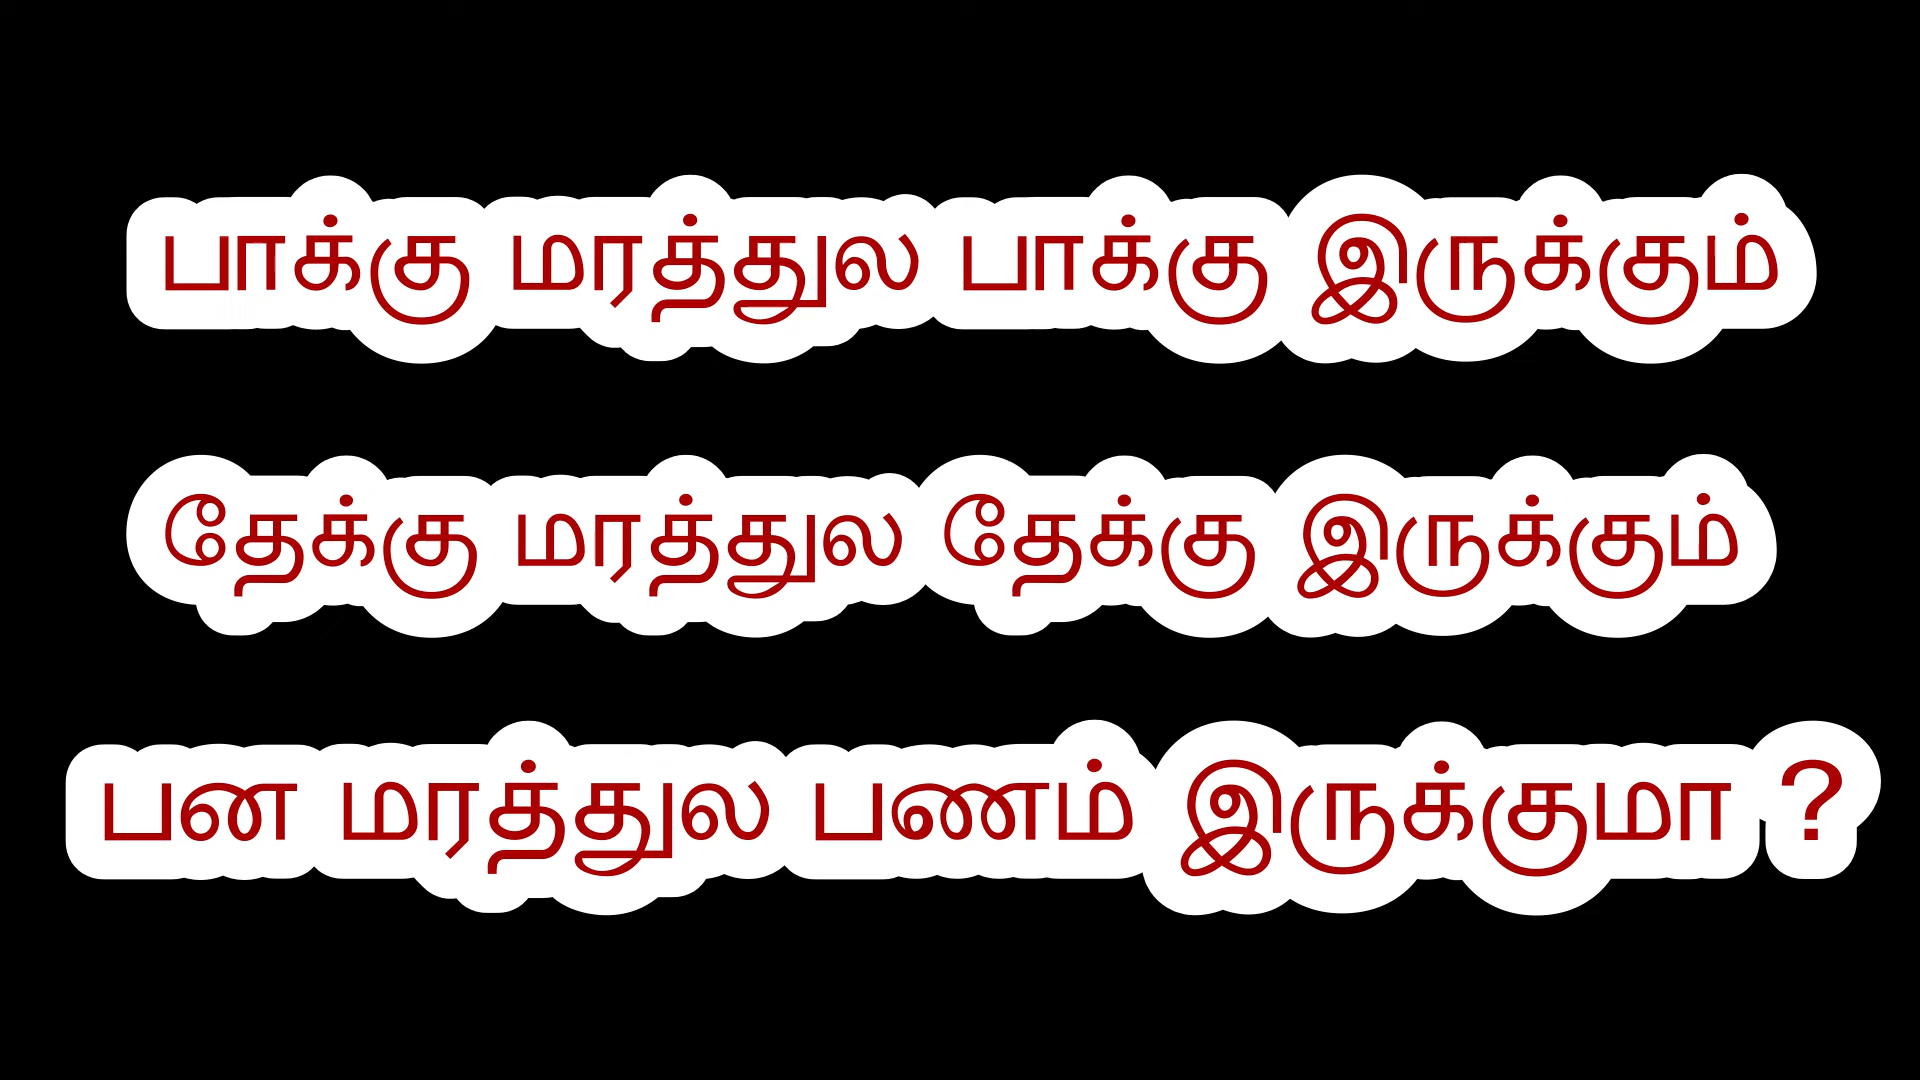 பாக்கு மரத்துல பாக்கு இருக்கும்
தேக்கு மரத்துல தேக்கு இருக்கும்
பன மரத்துல பணம் இருக்குமா ?